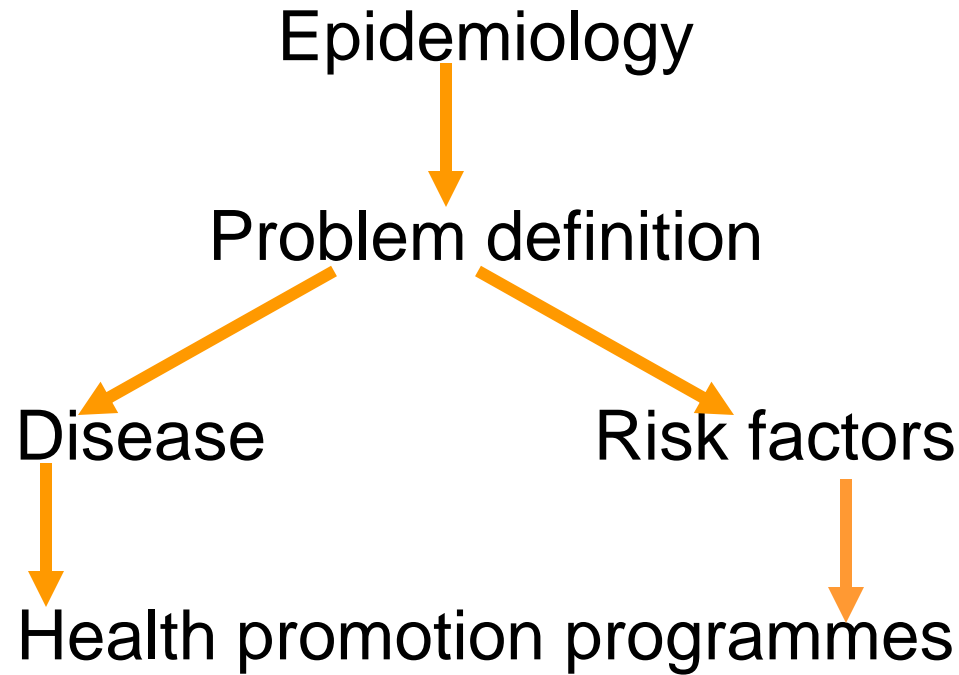 Epidemiology
Problem definition
Disease
Risk factors
Health promotion programmes